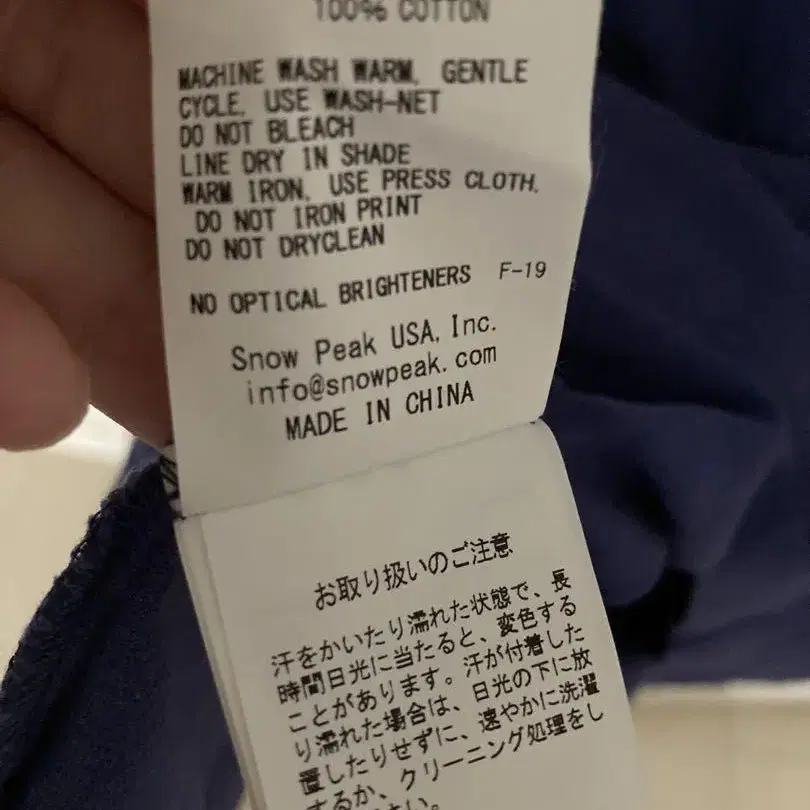 100% COTTON
MACHINE WASH WARM, GENTLE
CYCLE, USE WASH-NET
DO NOT BLEACH
LINE DRY IN SHADE
WARM IRON, USE PRESS CLOTH,
DO NOT IRON PRINT
DO NOT DRYCLEAN
NO OPTICAL BRIGHTENERS F-19
Snow Peak USA, Inc.
info@snowpeak.com
MADE IN CHINA
お取り扱いのご注意
汗をかいたり濡れた状態で、長
時間日光に当たると、変色する
ことがあります。汗が付着した
り濡れた場合は、日光の下に放
置したりせずに、速やかに洗濯
するか、クリーニング処理をし
さい。